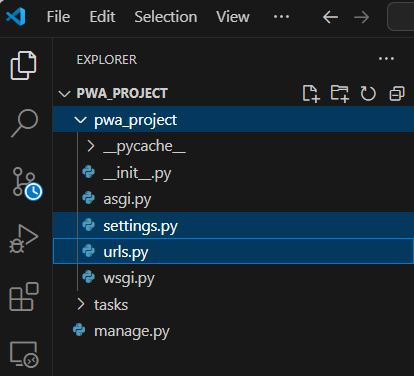 File Edit Selection View ...
EXPLORER ...
PWA_PROJECT
pwa_project
__pycache__
__init__.py
asgi.py
settings.py
urls.py
wsgi.py
tasks
manage.py